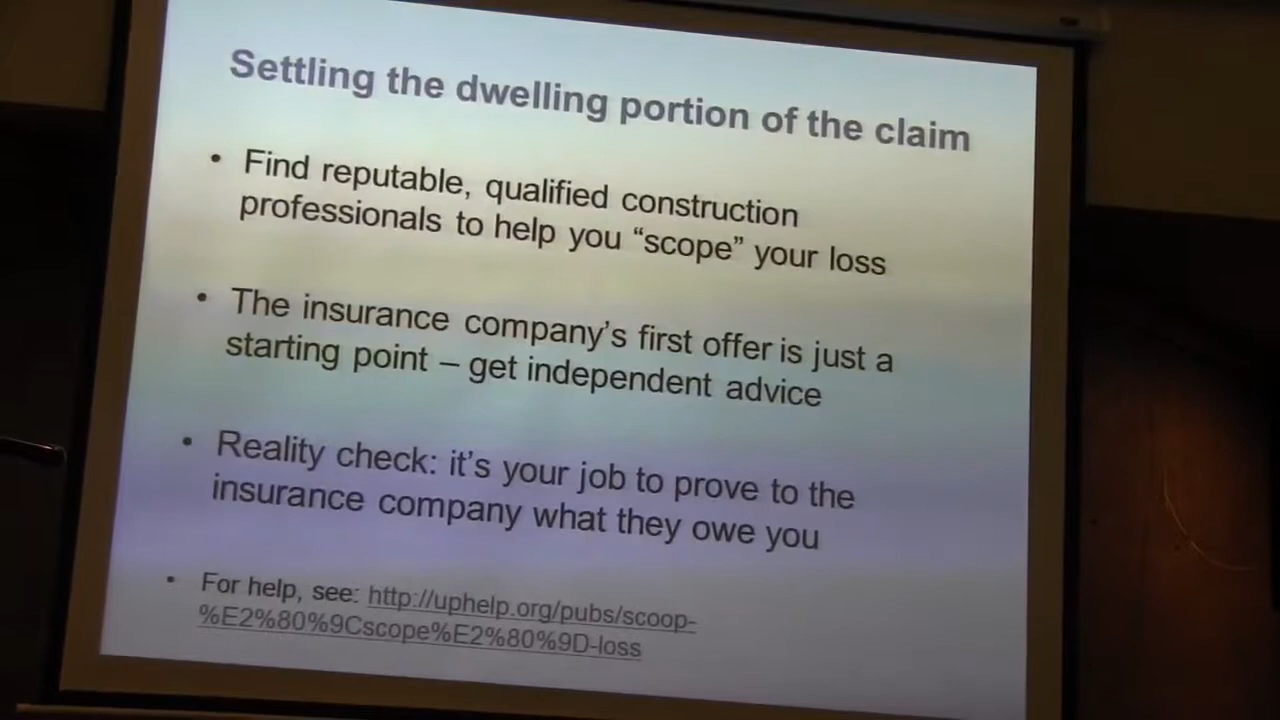 Settling the dwelling portion of the claim
• Find reputable, qualified construction
professionals to help you “scope” your loss
• The insurance company’s first offer is just a
starting point – get independent advice
• Reality check: it’s your job to prove to the
insurance company what they owe you
• For help, see: http://uphelp.org/pubs/scoop-
%E2%80%9Cscope%E2%80%9D-loss